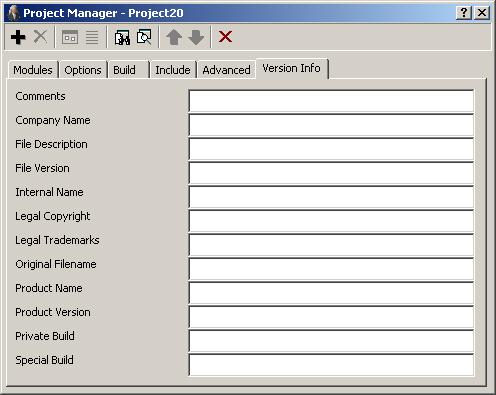 Project Manager - Project20
Modules Options Build Include Advanced Version Info
Comments
Company Name
File Description
File Version
Internal Name
Legal Copyright
Legal Trademarks
Original Filename
Product Name
Product Version
Private Build
Special Build